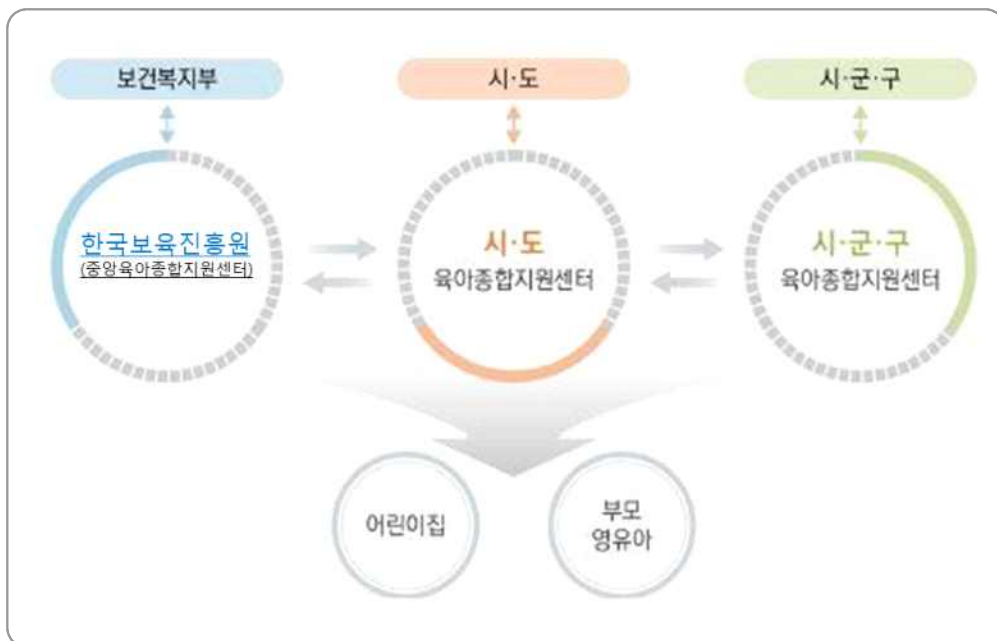 보건복지부
시·도
시·군·구
한국보육진흥원
(중앙육아종합지원센터)
시·도
육아종합지원센터
시·군·구
육아종합지원센터
어린이집
부모
영유아